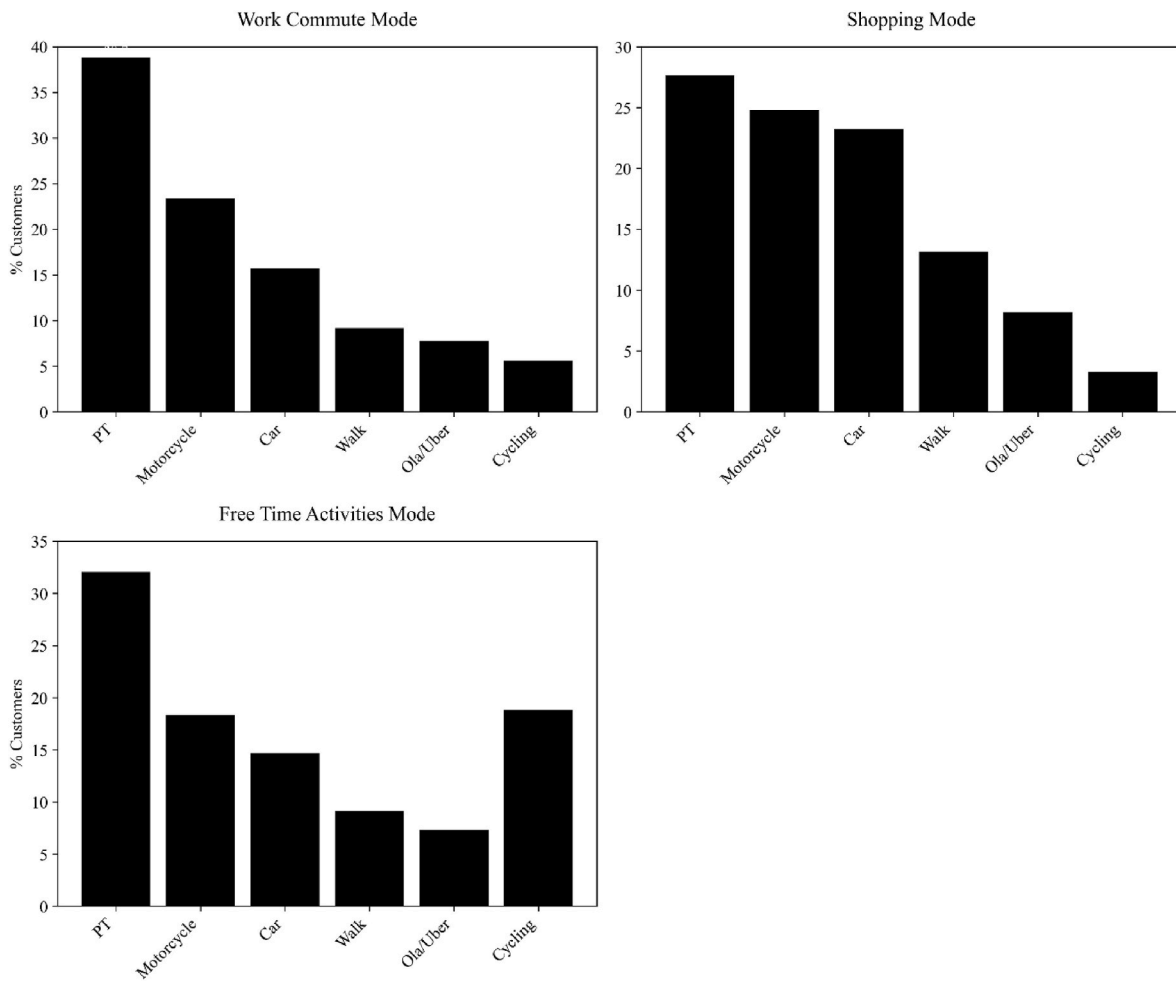 Work Commute Mode
% Customers
40
35
30
25
20
15
10
5
0
PT
Motorcycle
Car
Walk
Ola/Uber
Cycling
Shopping Mode
30
25
20
15
10
5
0
PT
Motorcycle
Car
Walk
Ola/Uber
Cycling
Free Time Activities Mode
% Customers
35
30
25
20
15
10
5
0
PT
Motorcycle
Car
Walk
Ola/Uber
Cycling